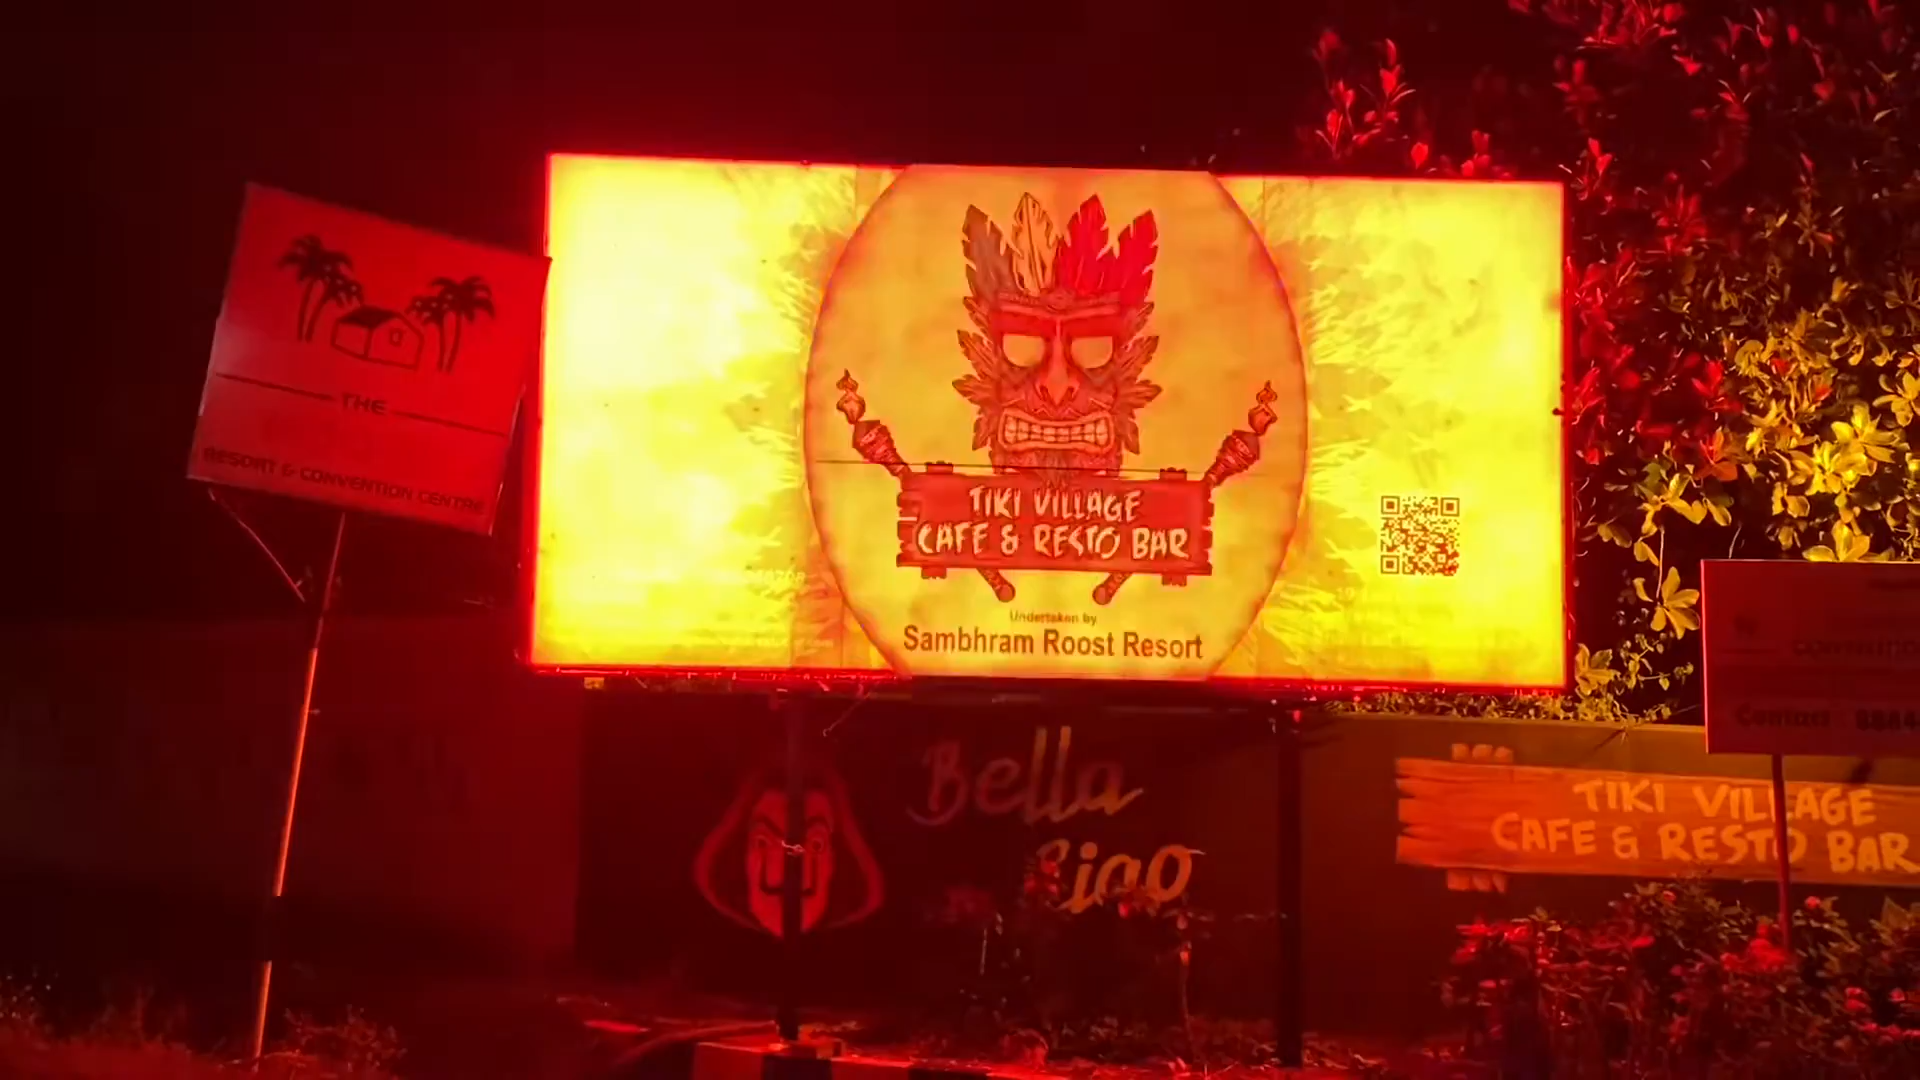 THE
RESORT & CONVENTION CENTRE
TIKI VILLAGE
CAFE & RESTO BAR
Undertaken by
Sambhram Roost Resort
Bella
Ciao
TIKI VILLAGE
CAFE & RESTO BAR
Contact